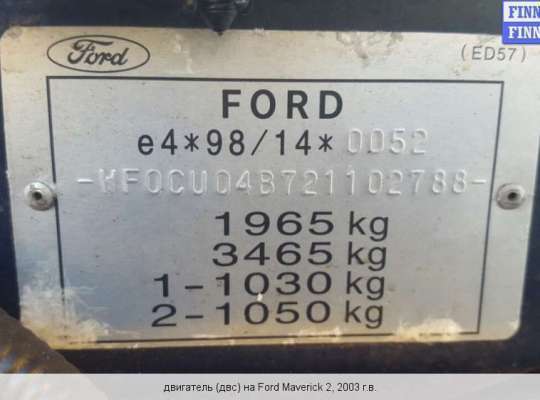 FINN
FINN
Ford
(ED57)
FORD
e4*98/14*0052
-WF0CU04B721102788-
1965 kg
3465 kg
1-1030 kg
2-1050 kg
двигатель (двс) на Ford Maverick 2, 2003 г.в.